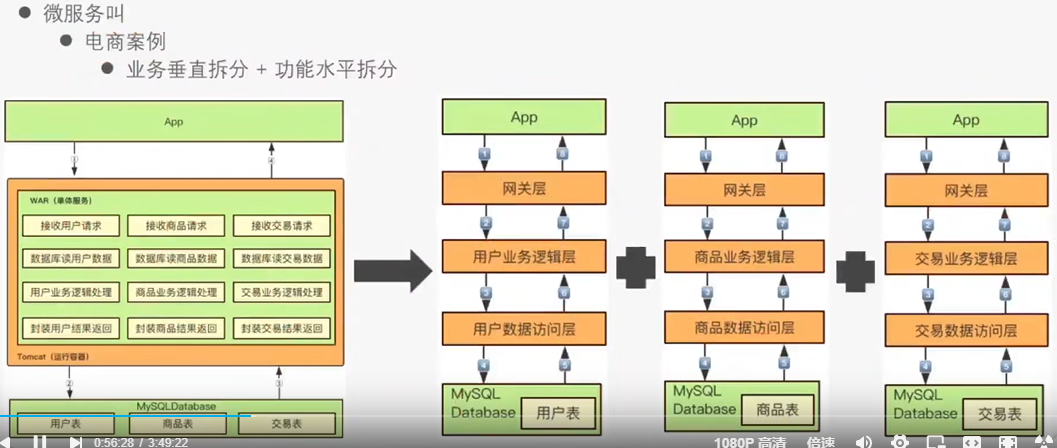 微服务叫
电商案例
业务垂直拆分 + 功能水平拆分
App
①
④
WAR（单体服务）
接收用户请求
接收商品请求
接收交易请求
数据库读用户数据
数据库读商品数据
数据库读交易数据
用户业务逻辑处理
商品业务逻辑处理
交易业务逻辑处理
封装用户结果返回
封装商品结果返回
封装交易结果返回
Tomcat（运行容器）
②
③
MySQLDatabase
用户表
商品表
交易表
App
1
8
网关层
2
7
用户业务逻辑层
3
6
用户数据访问层
4
5
MySQL
Database
用户表
App
1
8
网关层
2
7
商品业务逻辑层
6
商品数据访问层
4
5
MySQL
Database
商品表
App
1
8
网关层
2
7
交易业务逻辑层
3
6
交易数据访问层
4
5
MySQL
Database
交易表
0:56:28 / 3:49:22
1080P 高清
倍速